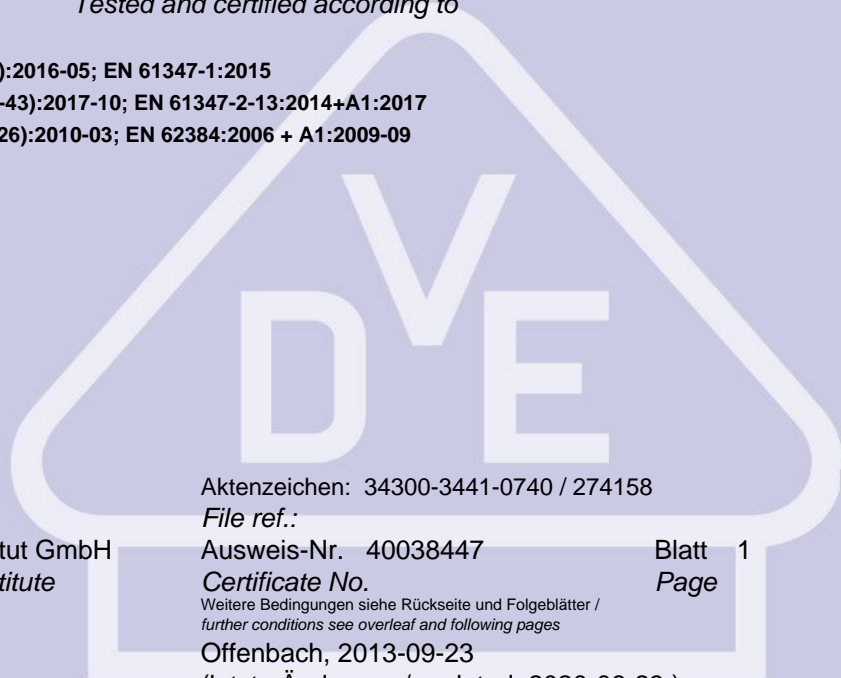 Tested and certified according to
):2016-05; EN 61347-1:2015
-43):2017-10; EN 61347-2-13:2014+A1:2017
26):2010-03; EN 62384:2006 + A1:2009-09
DVE
Aktenzeichen: 34300-3441-0740 / 274158
File ref.:
tut GmbH Ausweis-Nr. 40038447 Blatt 1
titute Certificate No. Page
Weitere Bedingungen siehe Rückseite und Folgeblätter /
further conditions see overleaf and following pages
Offenbach, 2013-09-23